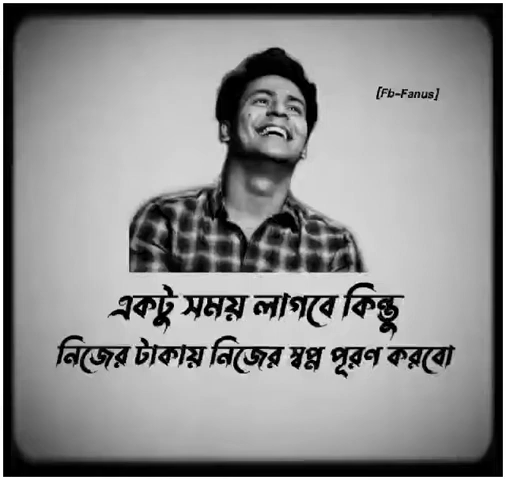 [Fb-Fanus]
একটু সময় লাগবে কিন্তু
নিজের টাকায় নিজের স্বপ্ন পূরণ করবো